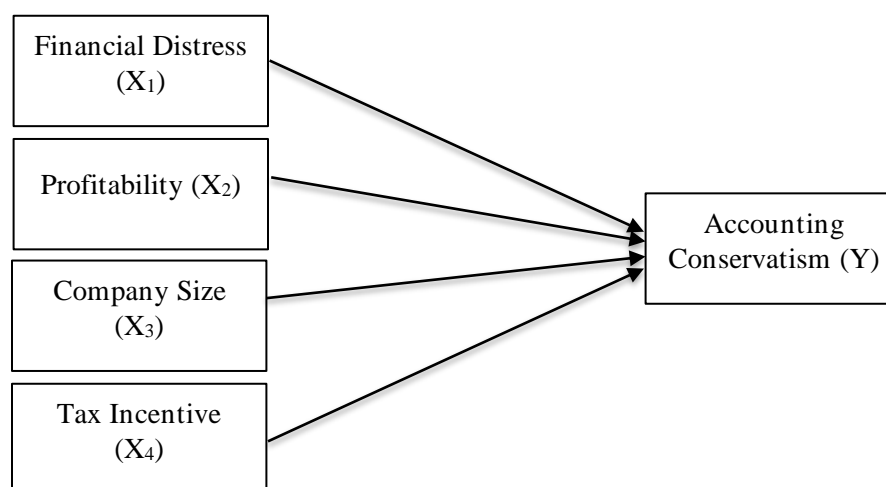 Financial Distress
(X₁)
Profitability (X₂)
Company Size
(X₃)
Tax Incentive
(X₄)
Accounting
Conservatism (Y)